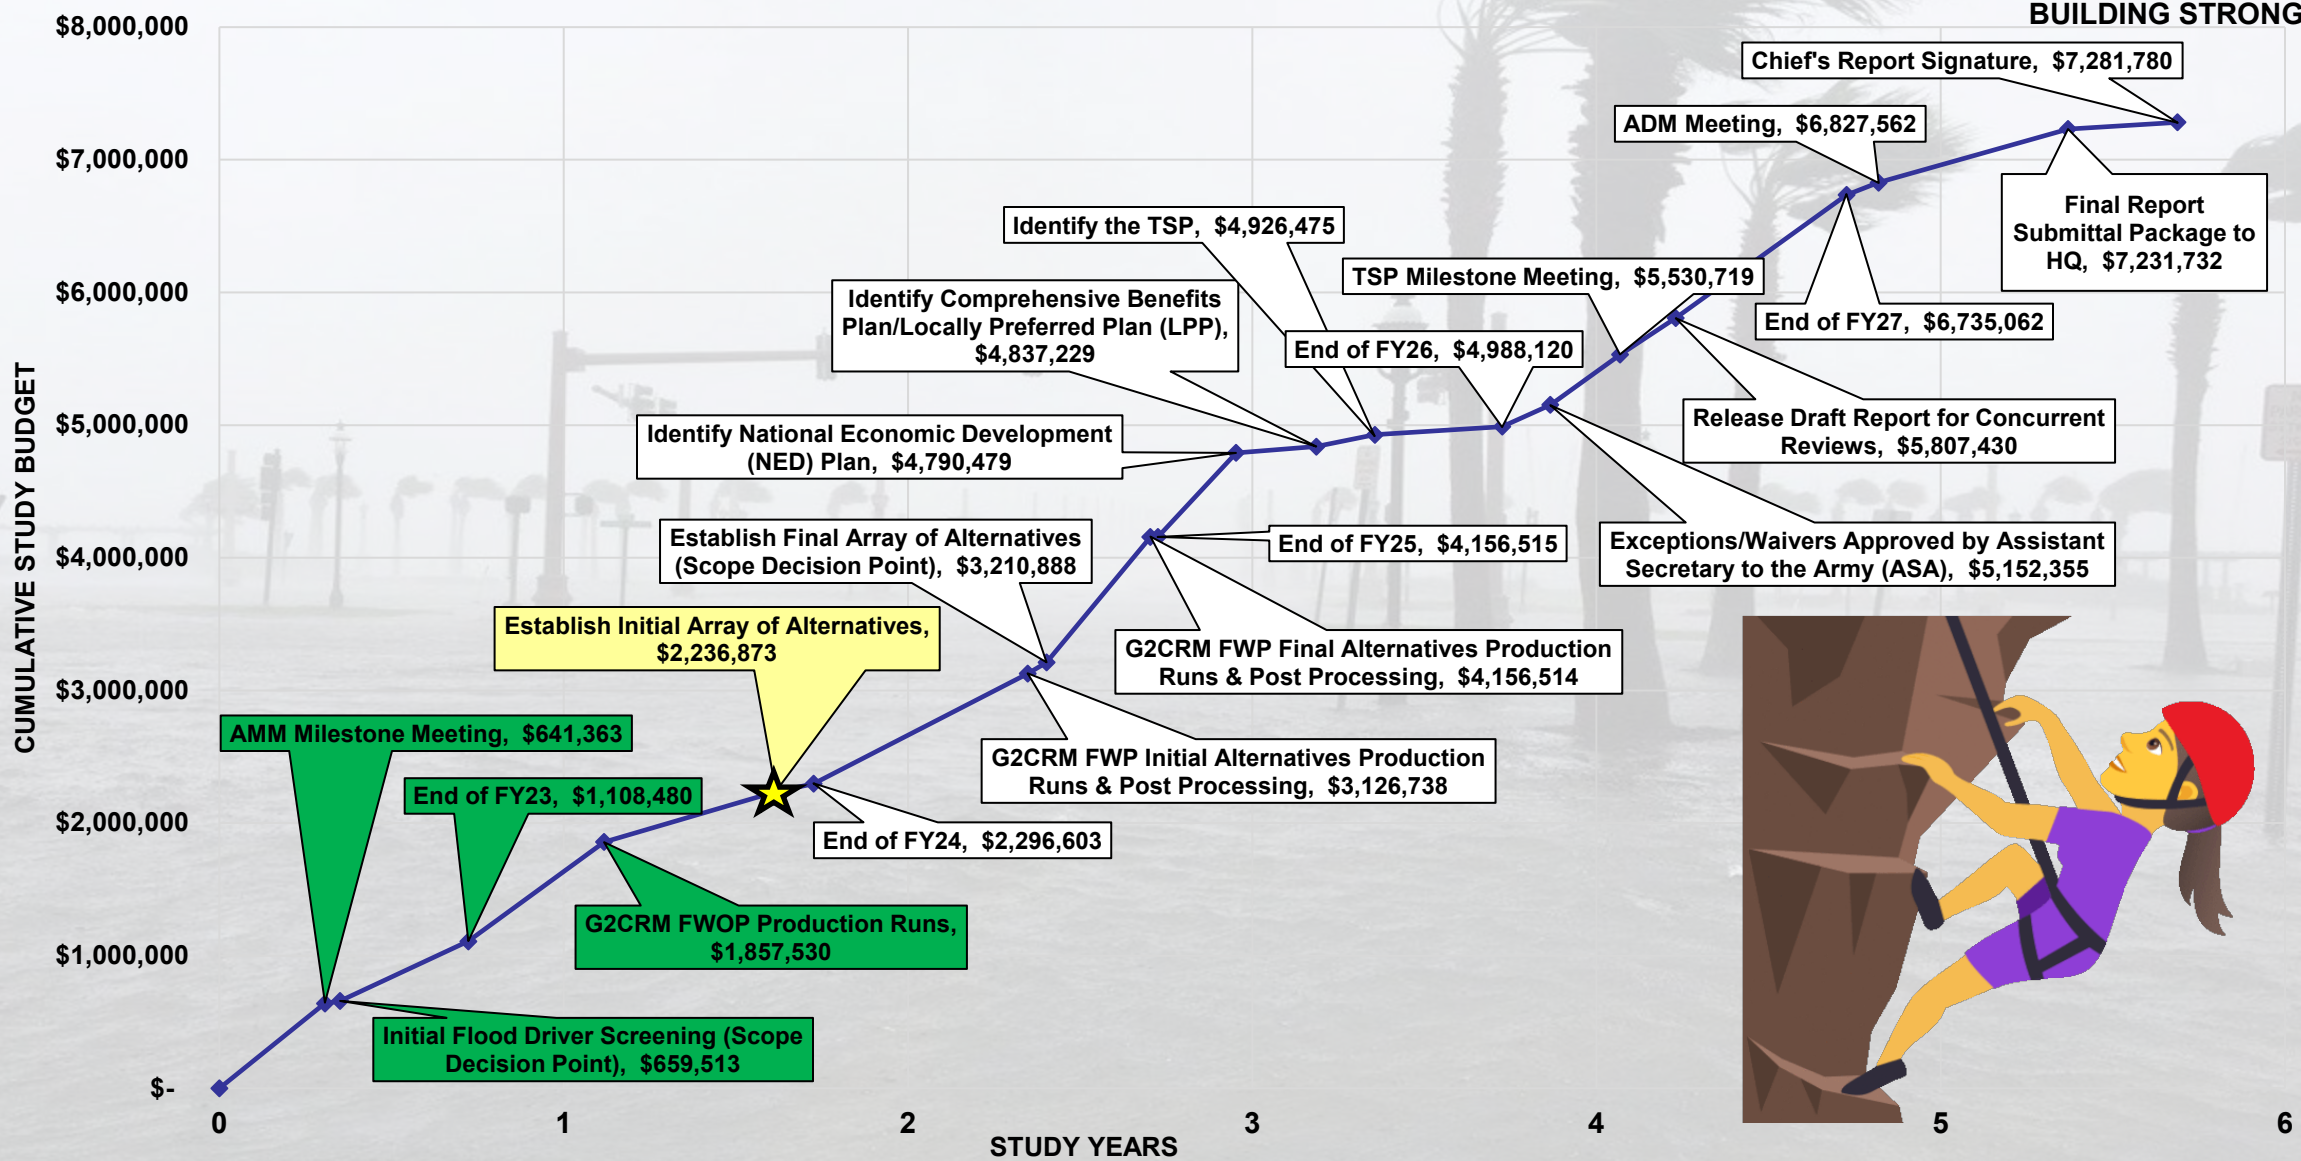 BUILDING STRONG
$8,000,000
$7,000,000
$6,000,000
$5,000,000
$4,000,000
$3,000,000
$2,000,000
$1,000,000
$-
CUMULATIVE STUDY BUDGET
Chief's Report Signature, $7,281,780
ADM Meeting, $6,827,562
Final Report
Submittal Package to
HQ, $7,231,732
Identify the TSP, $4,926,475
TSP Milestone Meeting, $5,530,719
Identify Comprehensive Benefits
Plan/Locally Preferred Plan (LPP),
$4,837,229
End of FY27, $6,735,062
End of FY26, $4,988,120
Release Draft Report for Concurrent
Reviews, $5,807,430
Identify National Economic Development
(NED) Plan, $4,790,479
Establish Final Array of Alternatives
(Scope Decision Point), $3,210,888
End of FY25, $4,156,515
Exceptions/Waivers Approved by Assistant
Secretary to the Army (ASA), $5,152,355
Establish Initial Array of Alternatives,
$2,236,873
G2CRM FWP Final Alternatives Production
Runs & Post Processing, $4,156,514
AMM Milestone Meeting, $641,363
G2CRM FWP Initial Alternatives Production
Runs & Post Processing, $3,126,738
End of FY23, $1,108,480
End of FY24, $2,296,603
G2CRM FWOP Production Runs,
$1,857,530
Initial Flood Driver Screening (Scope
Decision Point), $659,513
0 1 2 3 4 5 6
STUDY YEARS